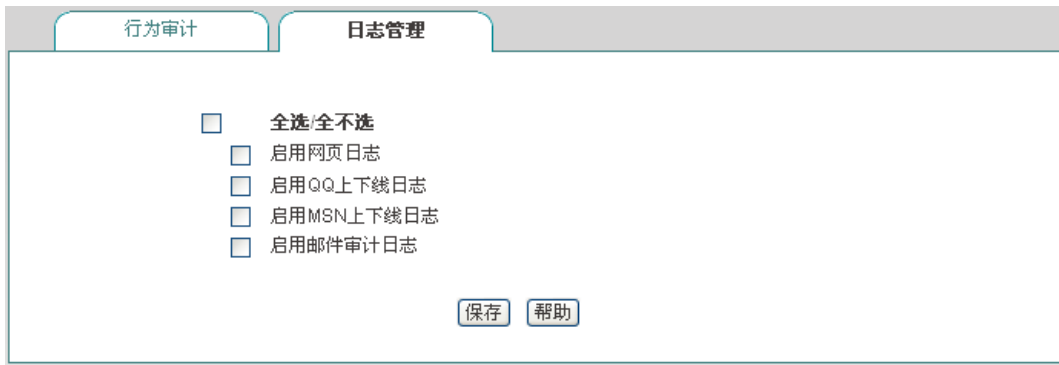 行为审计 日志管理
全选/全不选
启用网页日志
启用QQ上下线日志
启用MSN上下线日志
启用邮件审计日志
保存 帮助